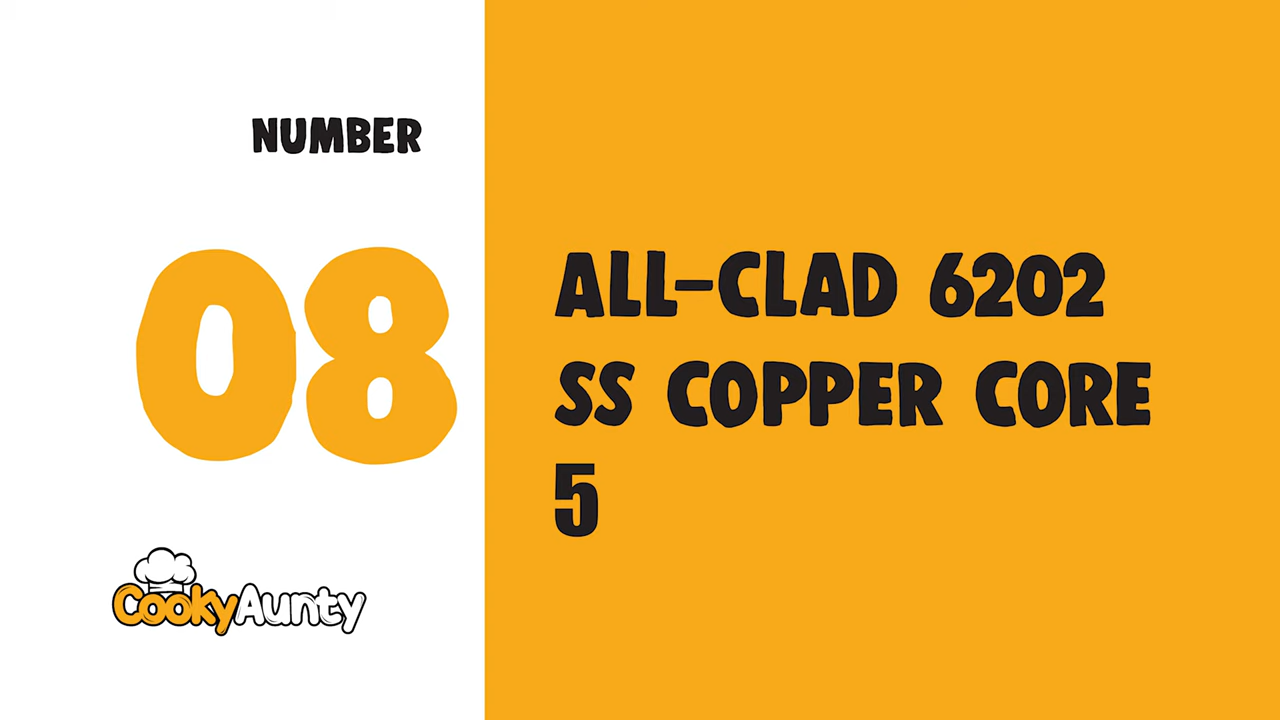 NUMBER
08
CookyAunty
ALL-CLAD 6202
SS COPPER CORE
5